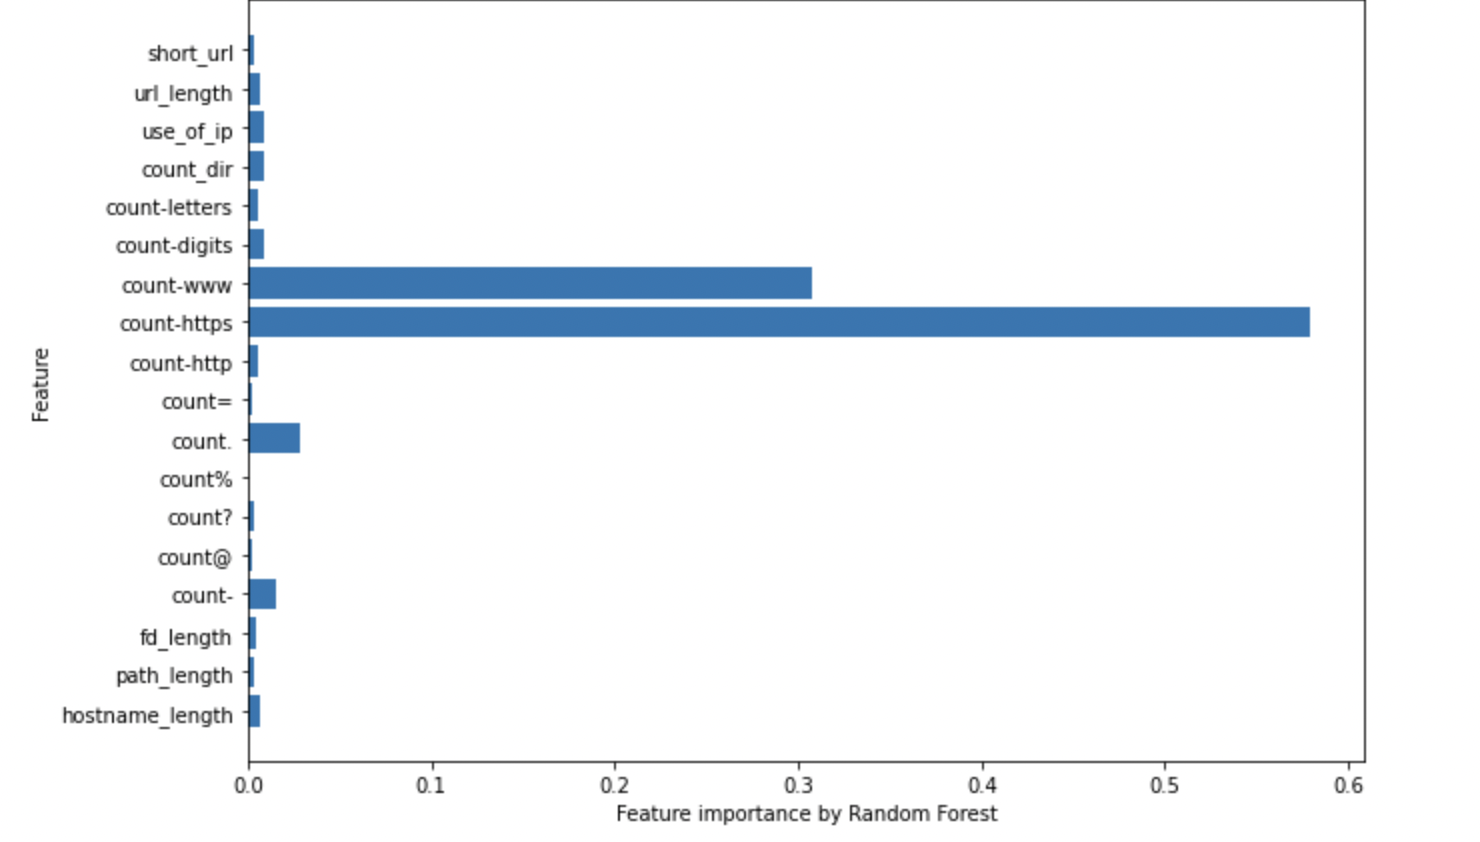 short_url
url_length
use_of_ip
count_dir
count-letters
count-digits
count-www
count-https
count-http
count=
count.
count%
count?
count@
count-
fd_length
path_length
hostname_length
Feature
0.0 0.1 0.2 0.3 0.4 0.5 0.6
Feature importance by Random Forest